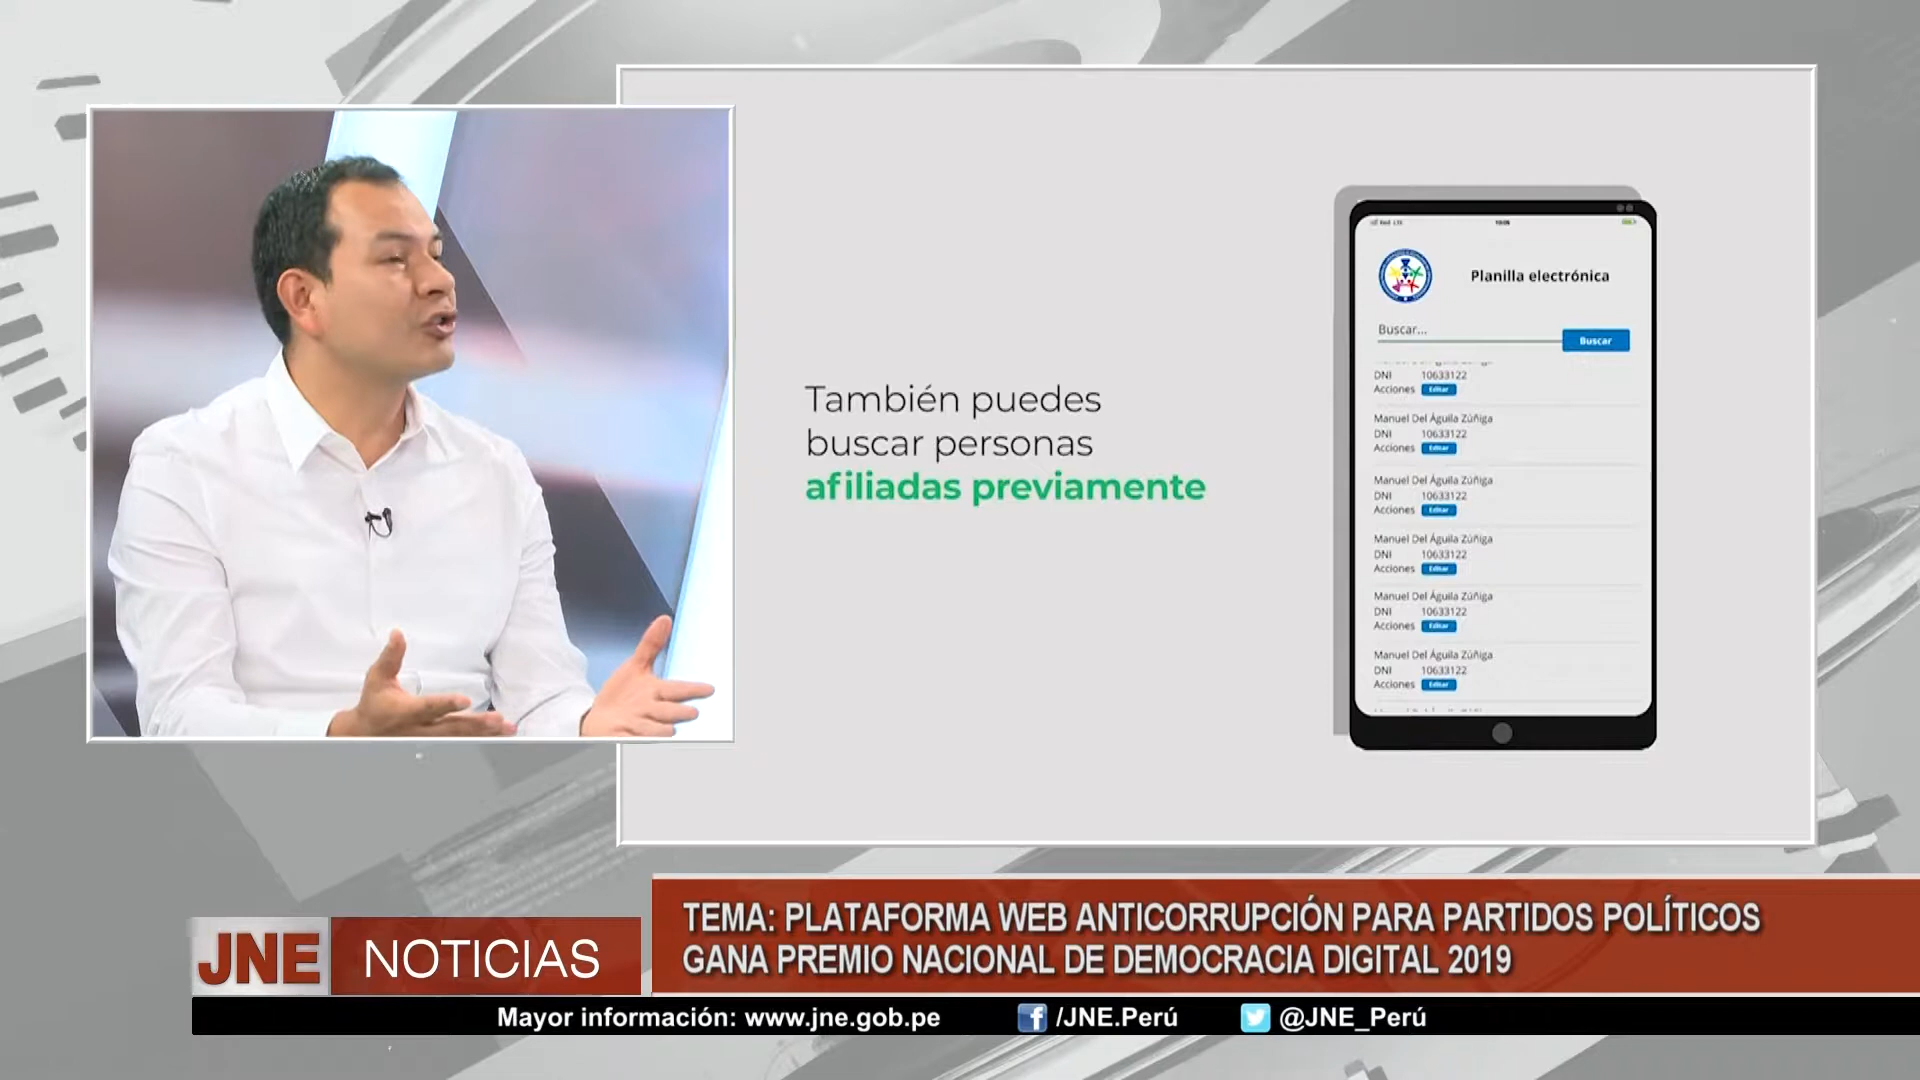 También puedes
buscar personas
afiliadas previamente
10:06
Planilla electrónica
Buscar...
Buscar
DNI 10633122
Acciones Editar
Manuel Del Águila Zúñiga
DNI 10633122
Acciones Editar
Manuel Del Águila Zúñiga
DNI 10633122
Acciones Editar
Manuel Del Águila Zúñiga
DNI 10633122
Acciones Editar
Manuel Del Águila Zúñiga
DNI 10633122
Acciones Editar
Manuel Del Águila Zúñiga
DNI 10633122
Acciones Editar
TEMA: PLATAFORMA WEB ANTICORRUPCIÓN PARA PARTIDOS POLÍTICOS
GANA PREMIO NACIONAL DE DEMOCRACIA DIGITAL 2019
JNE NOTICIAS
Mayor información: www.jne.gob.pe /JNE.Perú @JNE_Perú